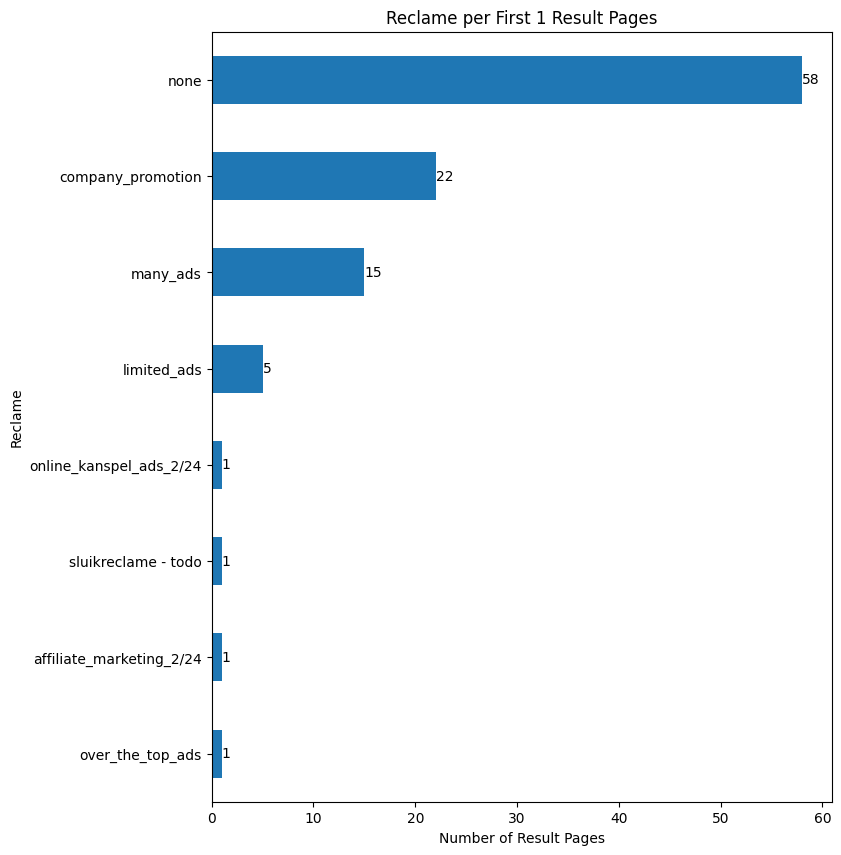 Reclame per First 1 Result Pages
none
58
company_promotion
22
many_ads
15
limited_ads
5
Reclame
online_kanspel_ads_2/24
1
sluikreclame - todo
1
affiliate_marketing_2/24
1
over_the_top_ads
1
0 10 20 30 40 50 60
Number of Result Pages